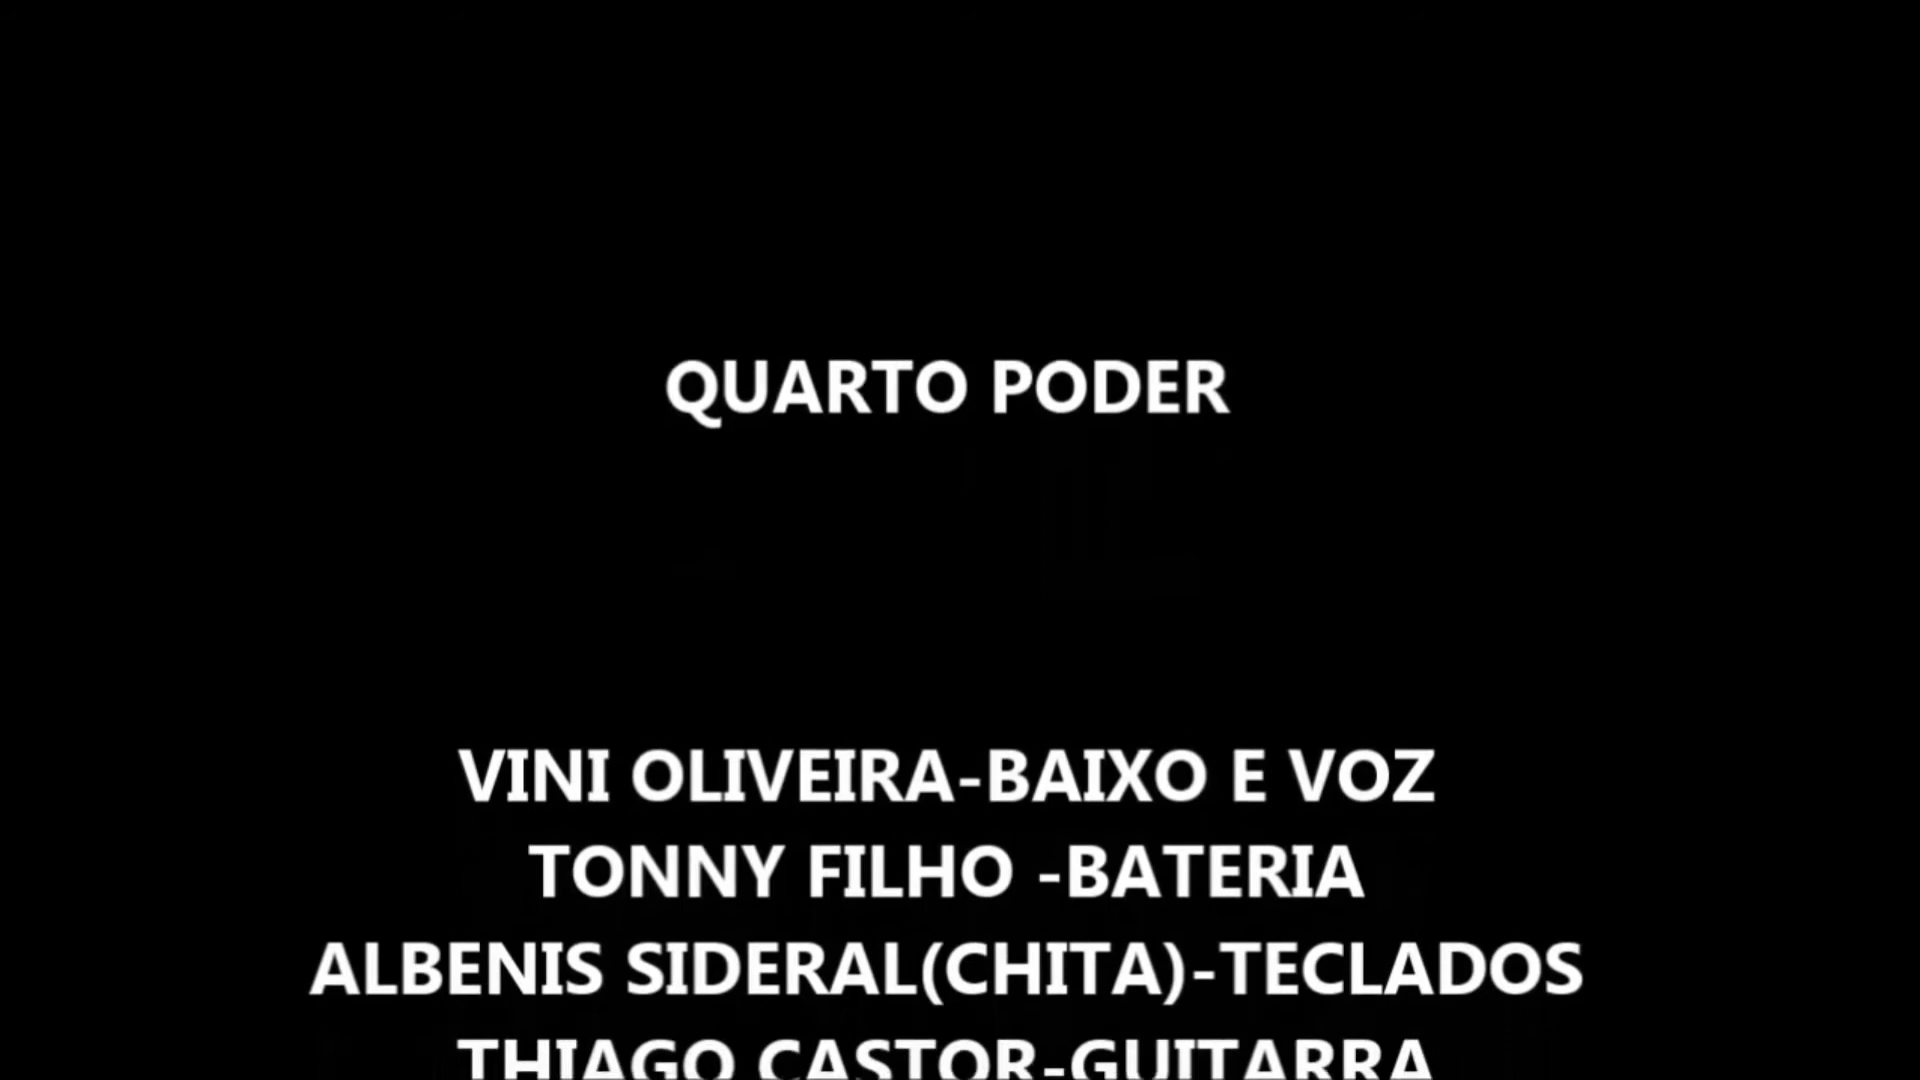 QUARTO PODER
VINI OLIVEIRA-BAIXO E VOZ
TONNY FILHO -BATERIA
ALBENIS SIDERAL(CHITA)-TECLADOS
THIAGO CASTOR-GUITARRA